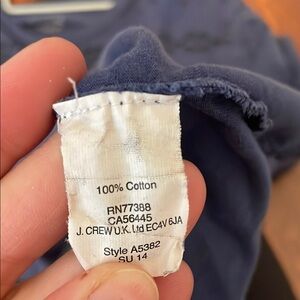 100% Cotton
RN77388
CA56445
J. CREW U.K. Ltd EC4V 6JA
Style A5382
SU 14